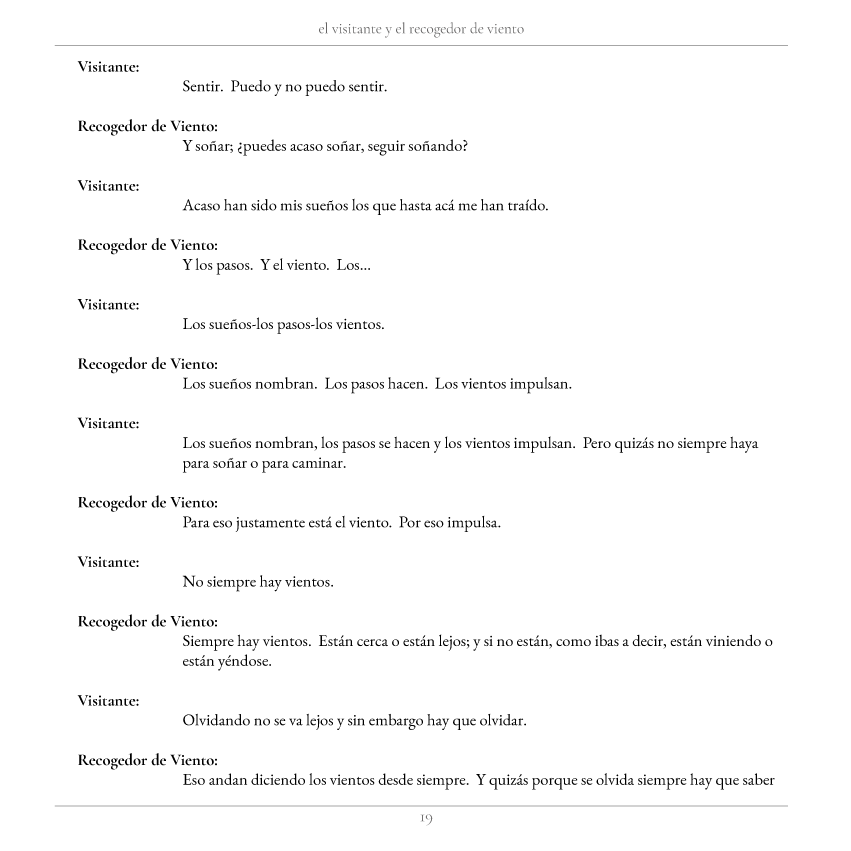 el visitante y el recogedor de viento
Visitante:
Sentir.  Puedo y no puedo sentir.
Recogedor de Viento:
Y soñar; ¿puedes acaso soñar, seguir soñando?
Visitante:
Acaso han sido mis sueños los que hasta acá me han traído.
Recogedor de Viento:
Y los pasos.  Y el viento.  Los...
Visitante:
Los sueños-los pasos-los vientos.
Recogedor de Viento:
Los sueños nombran.  Los pasos hacen.  Los vientos impulsan.
Visitante:
Los sueños nombran, los pasos se hacen y los vientos impulsan.  Pero quizás no siempre haya
para soñar o para caminar.
Recogedor de Viento:
Para eso justamente está el viento.  Por eso impulsa.
Visitante:
No siempre hay vientos.
Recogedor de Viento:
Siempre hay vientos.  Están cerca o están lejos; y si no están, como ibas a decir, están viniendo o
están yéndose.
Visitante:
Olvidando no se va lejos y sin embargo hay que olvidar.
Recogedor de Viento:
Eso andan diciendo los vientos desde siempre.  Y quizás porque se olvida siempre hay que saber
19